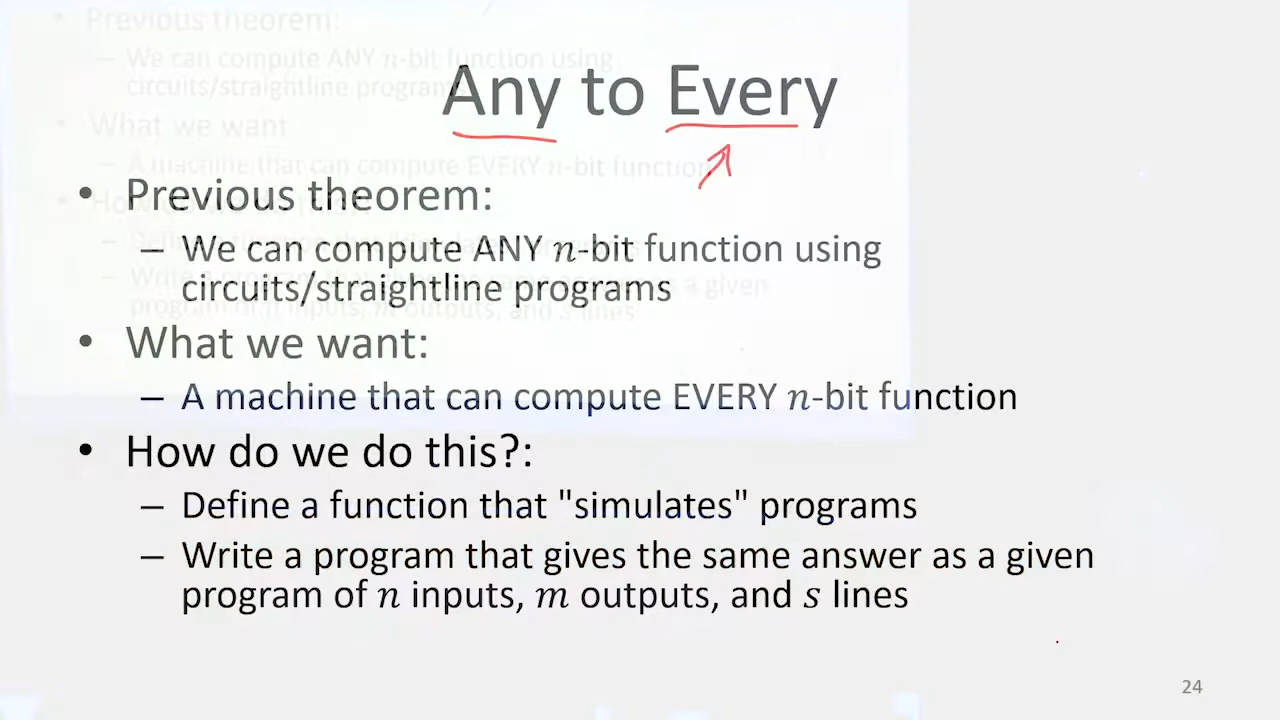 Any to Every
• Previous theorem:
– We can compute ANY n-bit function using
circuits/straightline programs
• What we want:
– A machine that can compute EVERY n-bit function
• How do we do this?:
– Define a function that "simulates" programs
– Write a program that gives the same answer as a given
program of n inputs, m outputs, and s lines
24